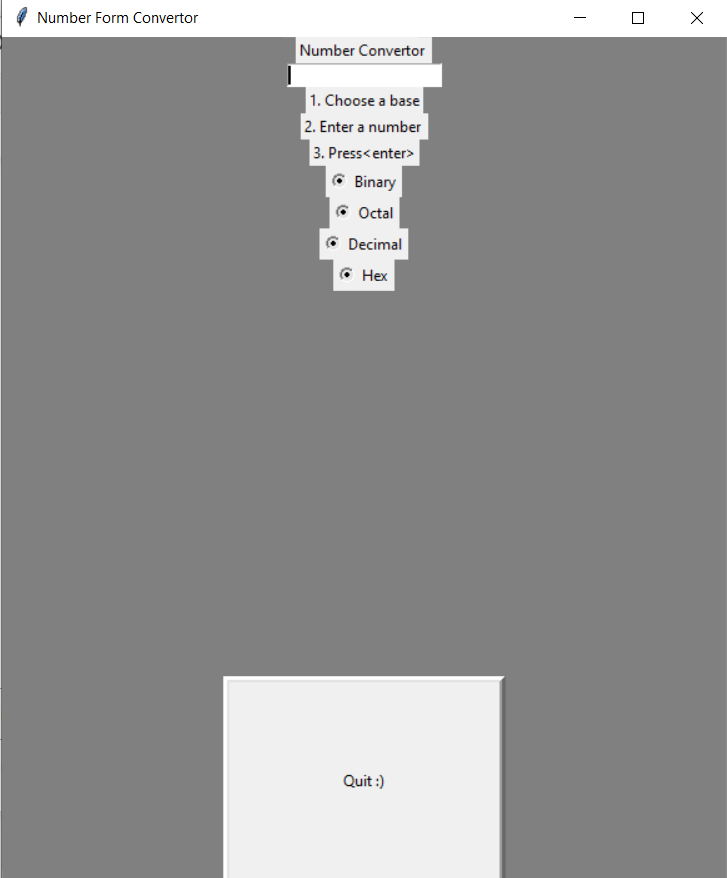 Number Form Convertor
Number Convertor
1. Choose a base
2. Enter a number
3. Press<enter>
Binary
Octal
Decimal
Hex
Quit :)